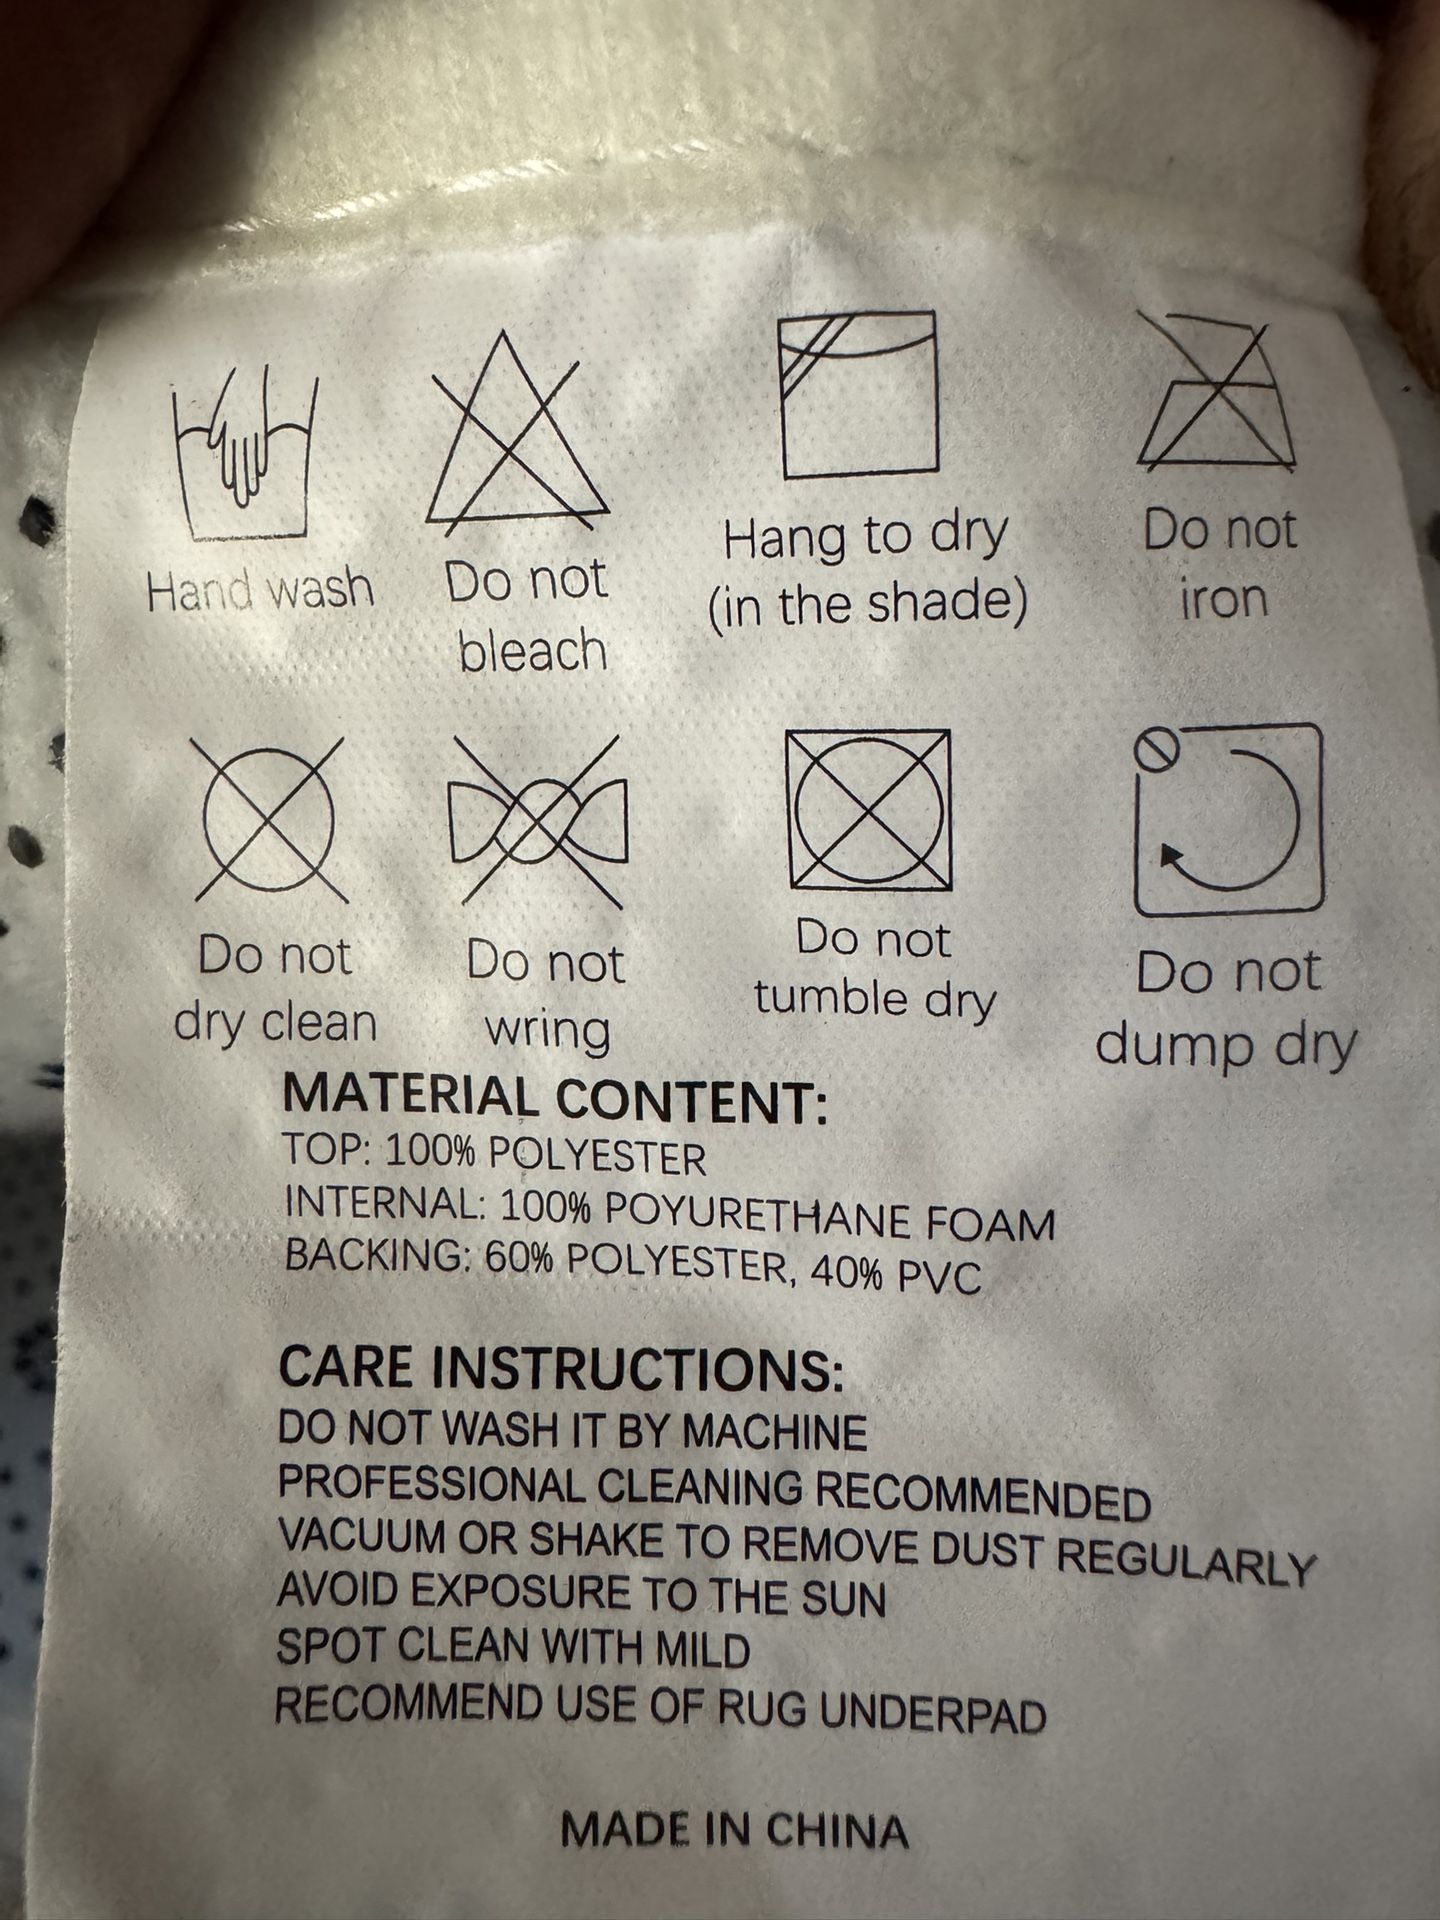 Hand wash
Do not
bleach
Hang to dry
(in the shade)
Do not
iron
Do not
dry clean
Do not
wring
Do not
tumble dry
Do not
dump dry
MATERIAL CONTENT:
TOP: 100% POLYESTER
INTERNAL: 100% POYURETHANE FOAM
BACKING: 60% POLYESTER, 40% PVC
CARE INSTRUCTIONS:
DO NOT WASH IT BY MACHINE
PROFESSIONAL CLEANING RECOMMENDED
VACUUM OR SHAKE TO REMOVE DUST REGULARLY
AVOID EXPOSURE TO THE SUN
SPOT CLEAN WITH MILD
RECOMMEND USE OF RUG UNDERPAD
MADE IN CHINA